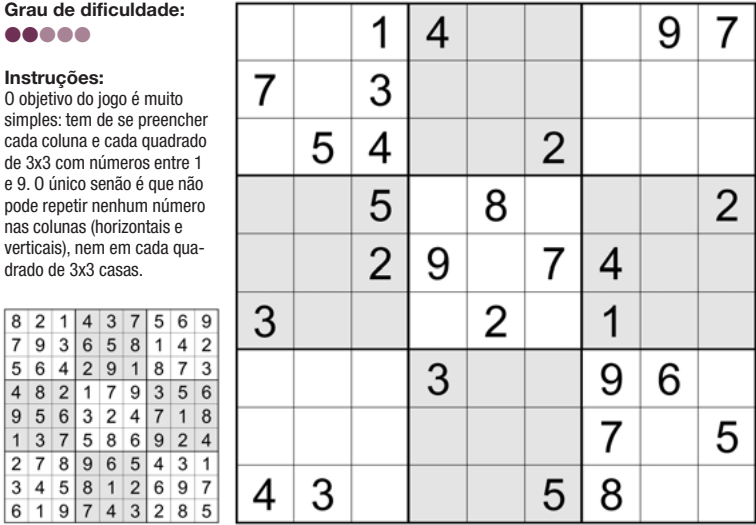 Grau de dificuldade:
Instruções:
O objetivo do jogo é muito
simples: tem de se preencher
cada coluna e cada quadrado
de 3x3 com números entre 1
e 9. O único senão é que não
pode repetir nenhum número
nas colunas (horizontais e
verticais), nem em cada qua-
drado de 3x3 casas.
8 2 1 4 3 7 5 6 9
7 9 3 6 5 8 1 4 2
5 6 4 2 9 1 8 7 3
4 8 2 1 7 9 3 5 6
9 5 6 3 2 4 7 1 8
1 3 7 5 8 6 9 2 4
2 7 8 9 6 5 4 3 1
3 4 5 8 1 2 6 9 7
6 1 9 7 4 3 2 8 5
1 4 9 7
7 3
5 4 2
5 8 2
2 9 7 4
3 2 1
3 9 6
7 5
4 3 5 8